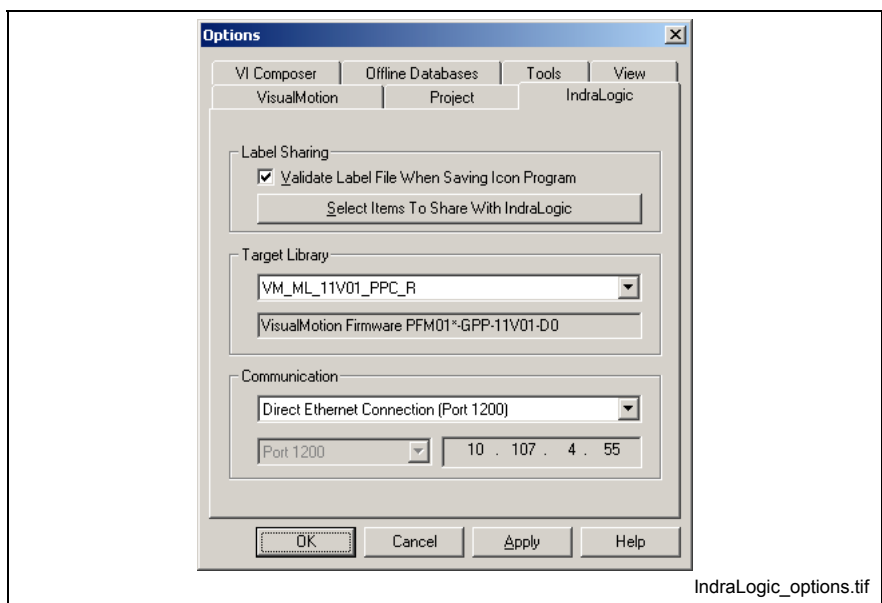 Options
VI Composer Offline Databases Tools View
VisualMotion Project IndraLogic
Label Sharing
Validate Label File When Saving Icon Program
Select Items To Share With IndraLogic
Target Library
VM_ML_11V01_PPC_R
VisualMotion Firmware PFM01*-GPP-11V01-D0
Communication
Direct Ethernet Connection (Port 1200)
Port 1200 10 . 107 . 4 . 55
OK Cancel Apply Help
IndraLogic_options.tif